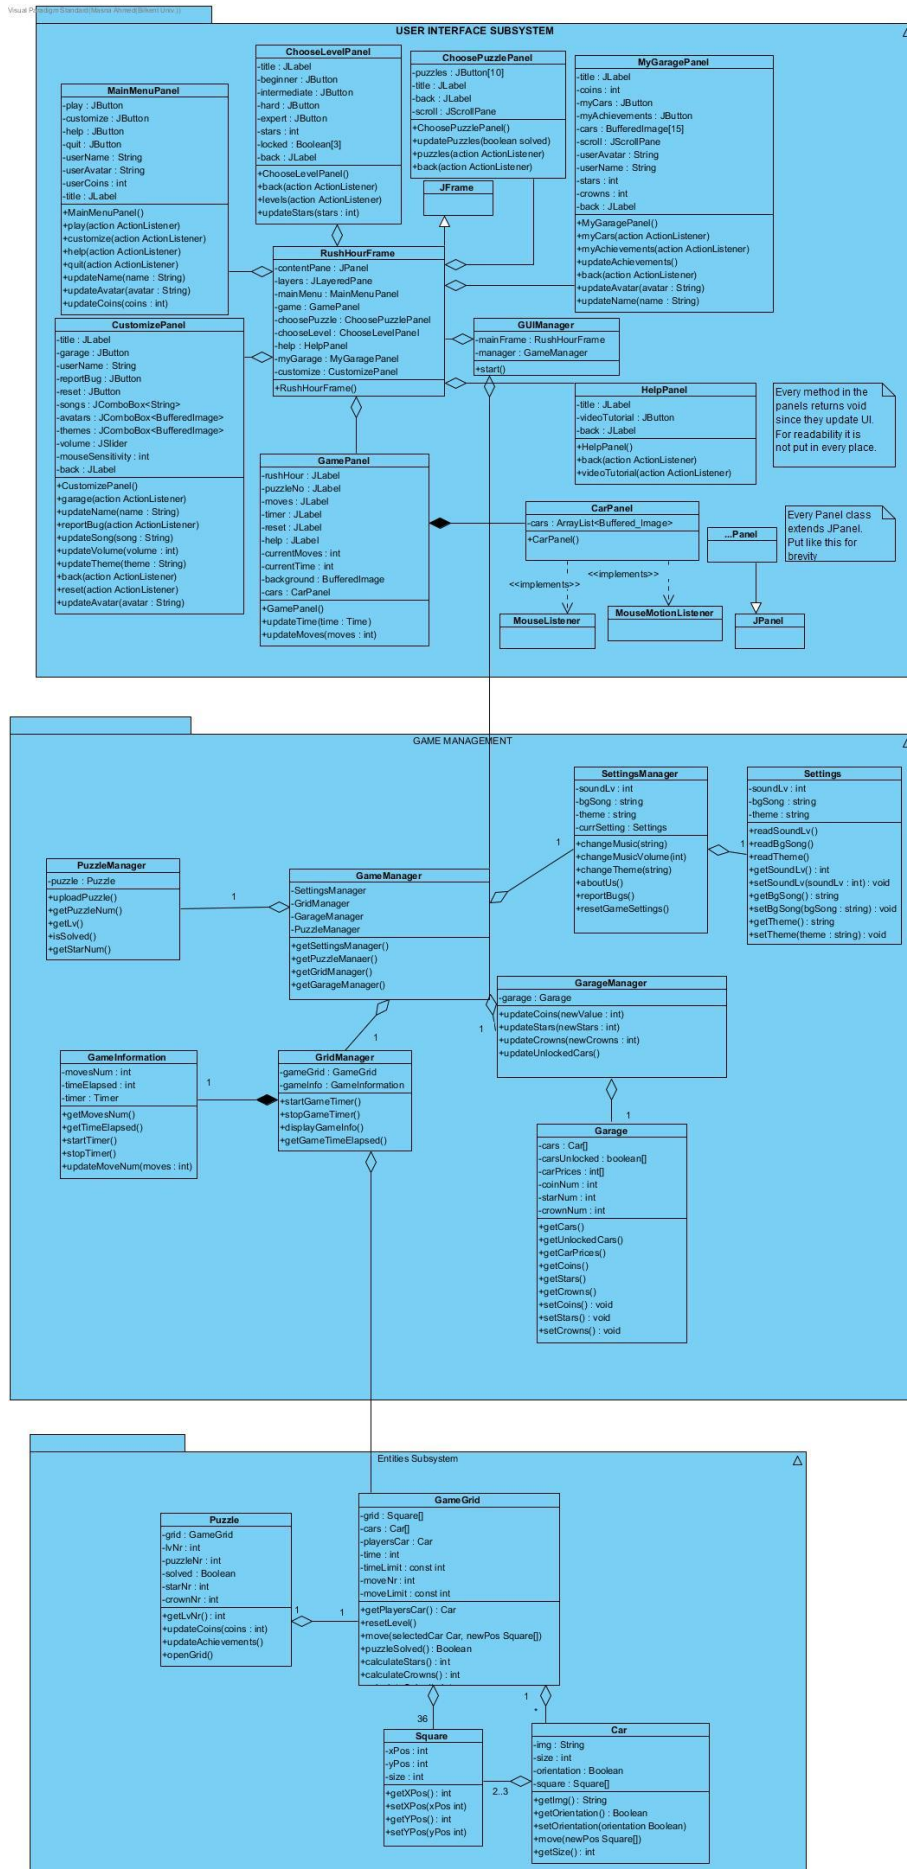 Visual Paradigm Standard(Masna Ahmed(Bilkent Univ.))
USER INTERFACE SUBSYSTEM
ChooseLevelPanel
-title : JLabel
-beginner : JButton
-intermediate : JButton
-hard : JButton
-expert : JButton
-stars : int
-locked : Boolean[3]
-back : JLabel
+ChooseLevelPanel()
+back(action ActionListener)
+levels(action ActionListener)
+updateStars(stars : int)
ChoosePuzzlePanel
-puzzles : JButton[10]
-title : JLabel
-back : JLabel
-scroll : JScrollPane
+ChoosePuzzlePanel()
+updatePuzzles(boolean solved)
+puzzles(action ActionListener)
+back(action ActionListener)
MyGaragePanel
-title : JLabel
-coins : int
-myCars : JButton
-myAchievements : JButton
-cars : BufferedImage[15]
-scroll : JScrollPane
-userAvatar : String
-userName : String
-stars : int
-crowns : int
-back : JLabel
+MyGaragePanel()
+myCars(action ActionListener)
+myAchievements(action ActionListener)
+updateAchievements()
+back(action ActionListener)
+updateAvatar(avatar : String)
+updateName(name : String)
MainMenuPanel
-play : JButton
-customize : JButton
-help : JButton
-quit : JButton
-userName : String
-userAvatar : String
-userCoins : int
-title : JLabel
+MainMenuPanel()
+play(action ActionListener)
+customize(action ActionListener)
+help(action ActionListener)
+quit(action ActionListener)
+updateName(name : String)
+updateAvatar(avatar : String)
+updateCoins(coins : int)
JFrame
RushHourFrame
-contentPane : JPanel
-layers : JLayeredPane
-mainMenu : MainMenuPanel
-game : GamePanel
-choosePuzzle : ChoosePuzzlePanel
-chooseLevel : ChooseLevelPanel
-help : HelpPanel
-myGarage : MyGaragePanel
-customize : CustomizePanel
+RushHourFrame()
GUIManager
-mainFrame : RushHourFrame
-manager : GameManager
+start()
CustomizePanel
-title : JLabel
-garage : JButton
-userName : String
-reportBug : JButton
-reset : JButton
-songs : JComboBox<String>
-avatars : JComboBox<BufferedImage>
-themes : JComboBox<BufferedImage>
-volume : JSlider
-mouseSensitivity : int
-back : JLabel
+CustomizePanel()
+garage(action ActionListener)
+updateName(name : String)
+reportBug(action ActionListener)
+updateSong(song : String)
+updateVolume(volume : int)
+updateTheme(theme : String)
+back(action ActionListener)
+reset(action ActionListener)
+updateAvatar(avatar : String)
HelpPanel
-title : JLabel
-videoTutorial : JButton
-back : JLabel
+HelpPanel()
+back(action ActionListener)
+videoTutorial(action ActionListener)
Every method in the
panels returns void
since they update UI.
For readability it is
not put in every place.
GamePanel
-rushHour : JLabel
-puzzleNo : JLabel
-moves : JLabel
-timer : JLabel
-reset : JLabel
-help : JLabel
-currentMoves : int
-currentTime : int
-background : BufferedImage
-cars : CarPanel
+GamePanel()
+updateTime(time : Time)
+updateMoves(moves : int)
CarPanel
-cars : ArrayList<Buffered_Image>
+CarPanel()
...Panel
Every Panel class
extends JPanel.
Put like this for
brevity
<<implements>>
<<implements>>
MouseListener
MouseMotionListener
JPanel
GAME MANAGEMENT
SettingsManager
-soundLv : int
-bgSong : string
-theme : string
-currSetting : Settings
+changeMusic(string)
+changeMusicVolume(int)
+changeTheme(string)
+aboutUs()
+reportBugs()
+resetGameSettings()
Settings
-soundLv : int
-bgSong : string
-theme : string
+readSoundLv()
+readBgSong()
+readTheme()
+getSoundLv() : int
+setSoundLv(soundLv : int) : void
+getBgSong() : string
+setBgSong(bgSong : string) : void
+getTheme() : string
+setTheme(theme : string) : void
1
1
PuzzleManager
-puzzle : Puzzle
+uploadPuzzle()
+getPuzzleNum()
+getLv()
+isSolved()
+getStarNum()
1
GameManager
-SettingsManager
-GridManager
-GarageManager
-PuzzleManager
+getSettingsManager()
+getPuzzleManaer()
+getGridManager()
+getGarageManager()
GarageManager
-garage : Garage
+updateCoins(newValue : int)
+updateStars(newStars : int)
+updateCrowns(newCrowns : int)
+updateUnlockedCars()
1
1
GameInformation
-movesNum : int
-timeElapsed : int
-timer : Timer
+getMovesNum()
+getTimeElapsed()
+startTimer()
+stopTimer()
+updateMoveNum(moves : int)
1
GridManager
-gameGrid : GameGrid
-gameInfo : GameInformation
+startGameTimer()
+stopGameTimer()
+displayGameInfo()
+getGameTimeElapsed()
1
Garage
-cars : Car[]
-carsUnlocked : boolean[]
-carPrices : int[]
-coinNum : int
-starNum : int
-crownNum : int
+getCars()
+getUnlockedCars()
+getCarPrices()
+getCoins()
+getStars()
+getCrowns()
+setCoins() : void
+setStars() : void
+setCrowns() : void
Entities Subsystem
Puzzle
-grid : GameGrid
-lvNr : int
-puzzleNr : int
-solved : Boolean
-starNr : int
-crownNr : int
+getLvNr() : int
+updateCoins(coins : int)
+updateAchievements()
+openGrid()
1
1
GameGrid
-grid : Square[]
-cars : Car[]
-playersCar : Car
-time : int
-timeLimit : const int
-moveNr : int
-moveLimit : const int
+getPlayersCar() : Car
+resetLevel()
+move(selectedCar Car, newPos Square[])
+puzzleSolved() : Boolean
+calculateStars() : int
+calculateCrowns() : int
1
*
36
Square
-xPos : int
-yPos : int
-size : int
+getXPos() : int
+setXPos(xPos int)
+getYPos() : int
+setYPos(yPos int)
2..3
Car
-img : String
-size : int
-orientation : Boolean
-square : Square[]
+getImg() : String
+getOrientation() : Boolean
+setOrientation(orientation Boolean)
+move(newPos Square[])
+getSize() : int